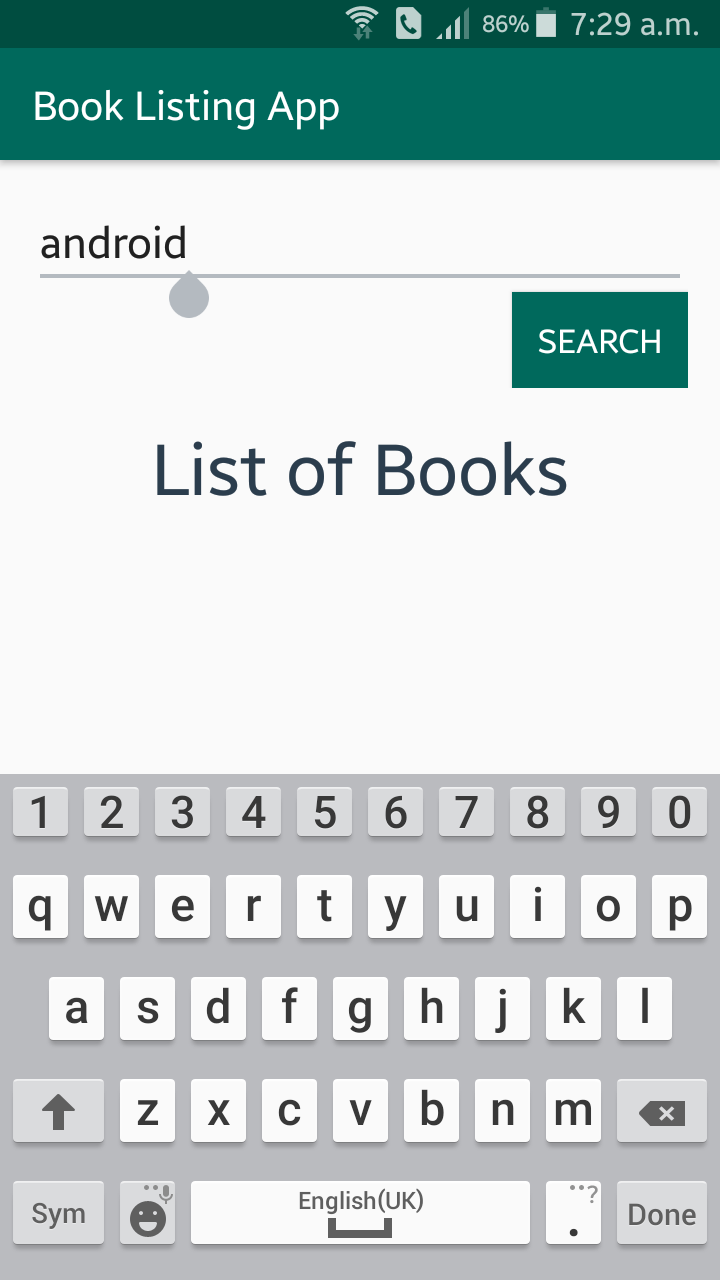 86% 7:29 a.m.
Book Listing App
android
SEARCH
List of Books
1 2 3 4 5 6 7 8 9 0
q w e r t y u i o p
a s d f g h j k l
z x c v b n m
Sym English(UK) . ? Done